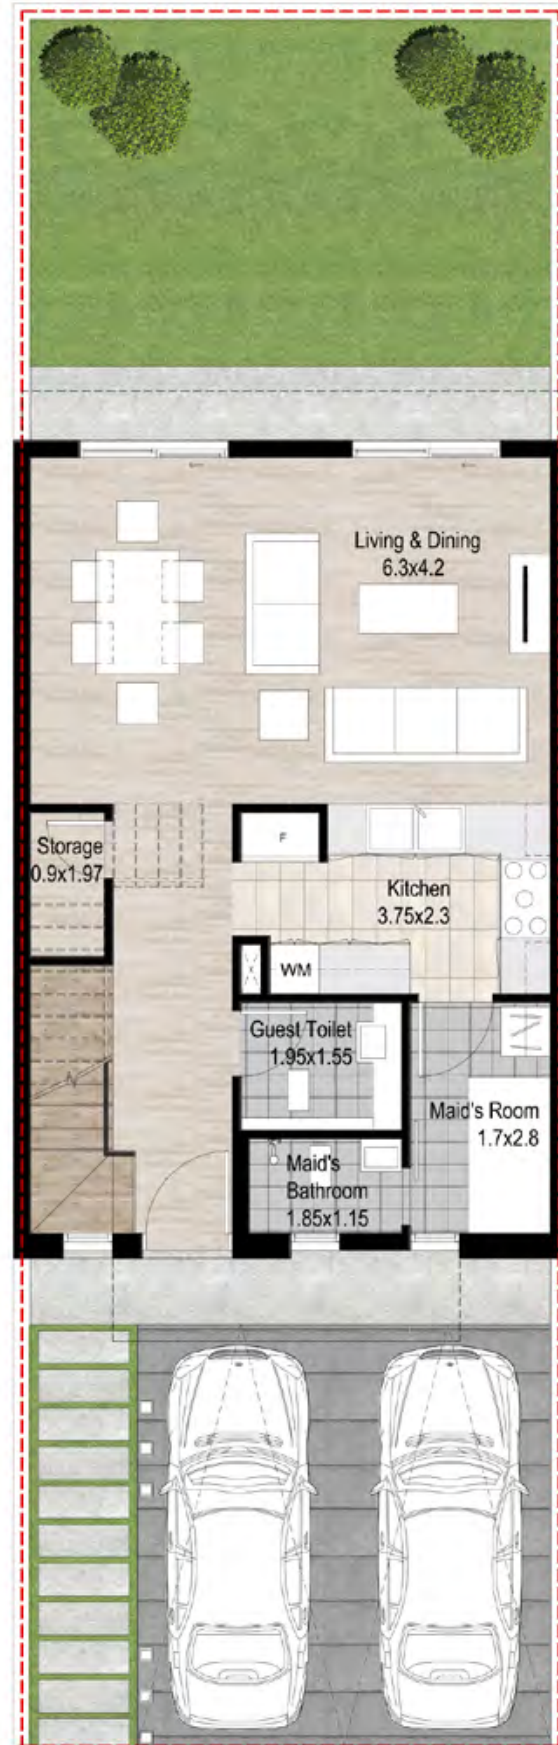 Living & Dining
6.3x4.2
Storage
0.9x1.97
F
Kitchen
3.75x2.3
WM
Guest Toilet
1.95x1.55
Maid's Room
1.7x2.8
Maid's
Bathroom
1.85x1.15